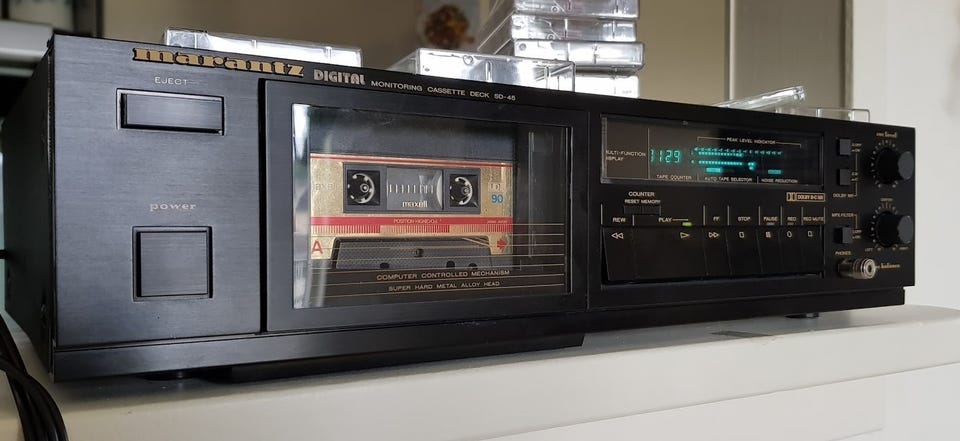 marantz DIGITAL MONITORING CASSETTE DECK SD-45
EJECT
power
maxell
UD
90
maxell
POSITION HIGH(CrO₂)
A
COMPUTER CONTROLLED MECHANISM
SUPER HARD METAL ALLOY HEAD
PEAK LEVEL INDICATOR
MULTI-FUNCTION
DISPLAY
1129
TAPE COUNTER
AUTO TAPE SELECTOR
NOISE REDUCTION
COUNTER
RESET MEMORY
DOLBY B-C NR
REW
PLAY
FF
STOP
PAUSE
REC
REC MUTE
DOLBY NR
MPX FILTER
PHONES